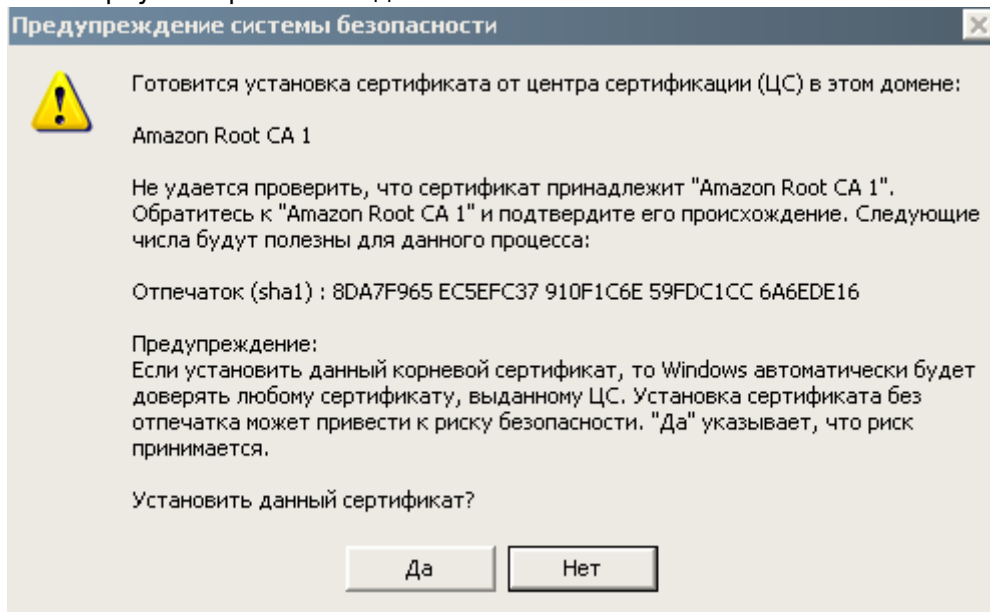 Предупреждение системы безопасности
Готовится установка сертификата от центра сертификации (ЦС) в этом домене:
Amazon Root CA 1
Не удается проверить, что сертификат принадлежит "Amazon Root CA 1".
Обратитесь к "Amazon Root CA 1" и подтвердите его происхождение. Следующие
числа будут полезны для данного процесса:
Отпечаток (sha1) : 8DA7F965 EC5EFC37 910F1C6E 59FDC1CC 6A6EDE16
Предупреждение:
Если установить данный корневой сертификат, то Windows автоматически будет
доверять любому сертификату, выданному ЦС. Установка сертификата без
отпечатка может привести к риску безопасности. "Да" указывает, что риск
принимается.
Установить данный сертификат?
Да
Нет